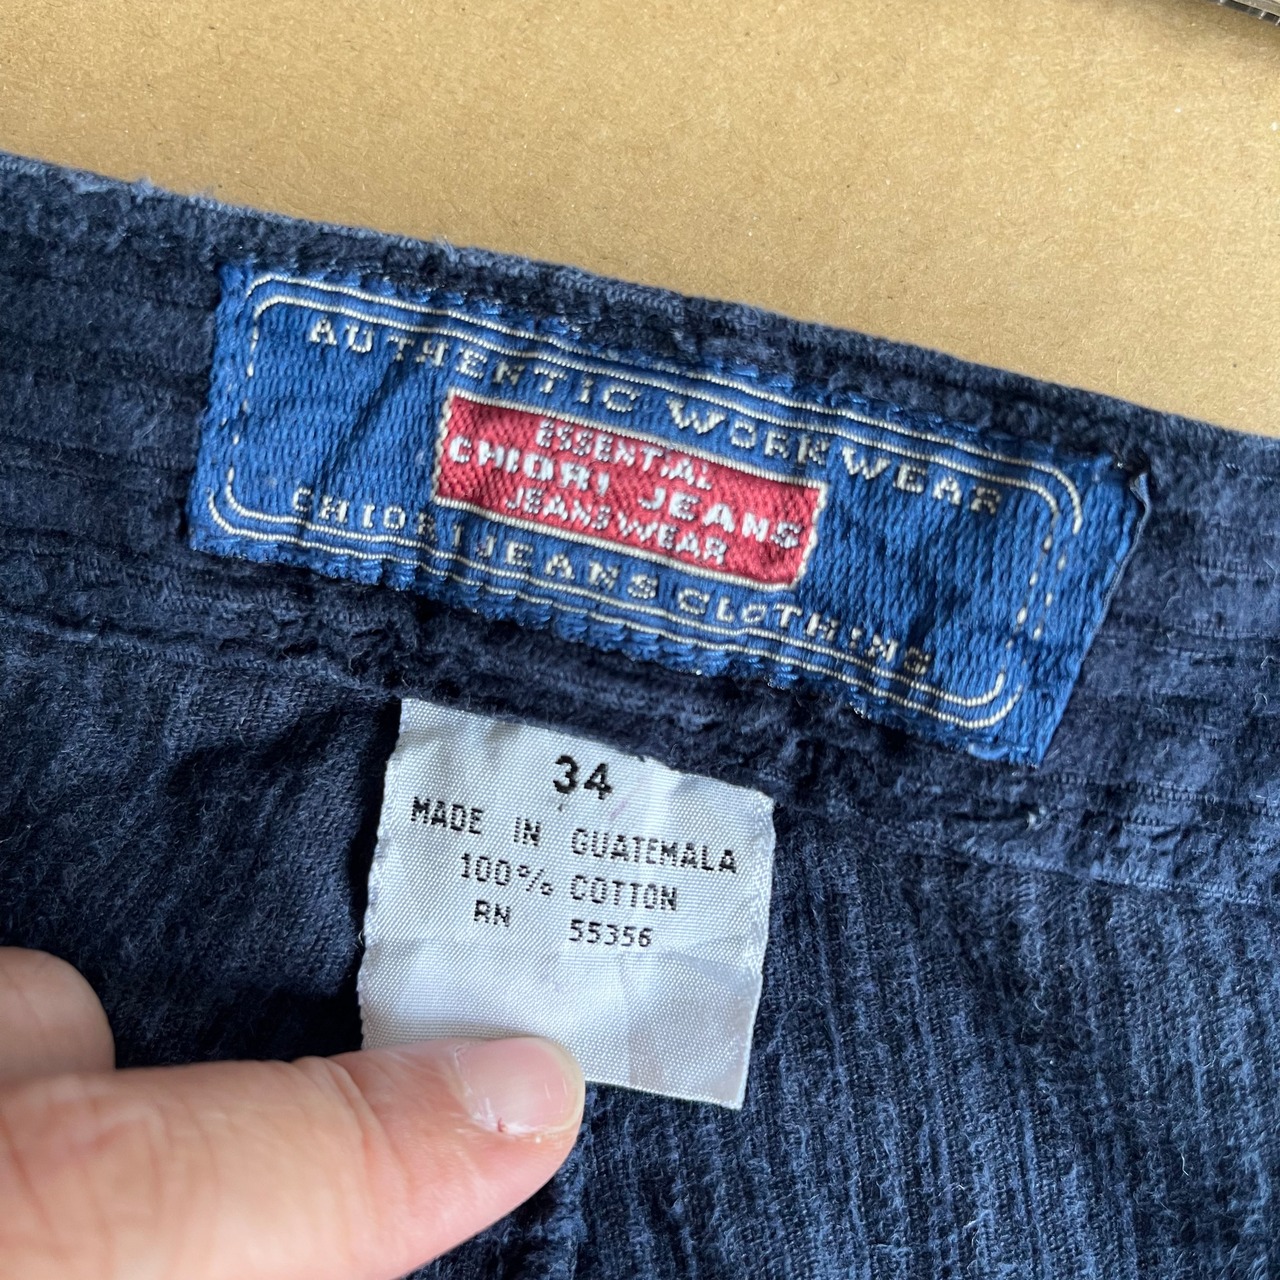 AUTHENTIC WORKWEAR
ESSENTIAL
CHIORI JEANS
JEANSWEAR
CHIORI JEANS CLOTHING
34
MADE IN GUATEMALA
100% COTTON
RN 55356